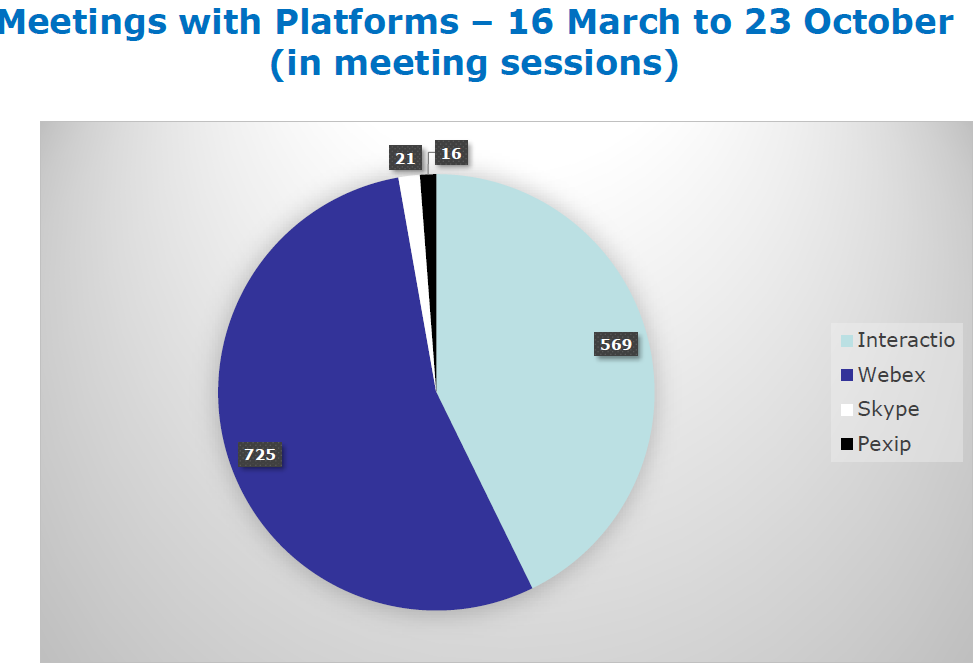 Meetings with Platforms – 16 March to 23 October
(in meeting sessions)
21
16
569
725
Interactio
Webex
Skype
Pexip